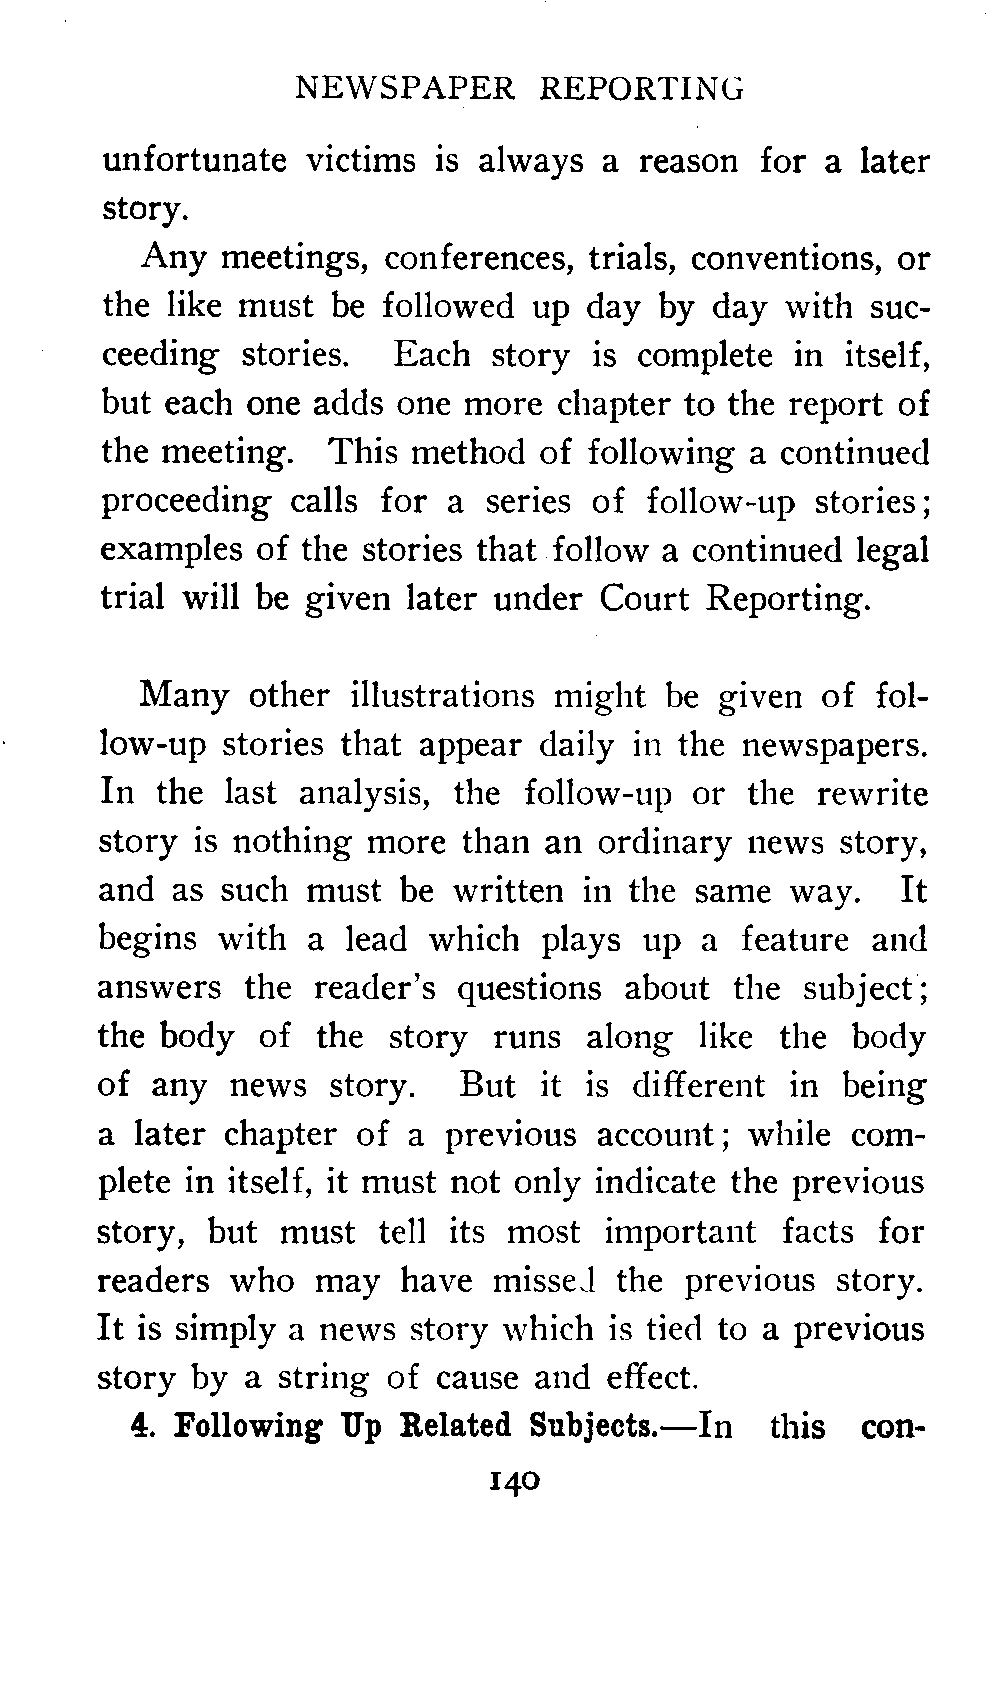 NEWSPAPER REPORTING
unfortunate victims is always a reason for a later
story.
Any meetings, conferences, trials, conventions, or
the like must be followed up day by day with suc-
ceeding stories. Each story is complete in itself,
but each one adds one more chapter to the report of
the meeting. This method of following a continued
proceeding calls for a series of follow-up stories;
examples of the stories that follow a continued legal
trial will be given later under Court Reporting.
Many other illustrations might be given of fol-
low-up stories that appear daily in the newspapers.
In the last analysis, the follow-up or the rewrite
story is nothing more than an ordinary news story,
and as such must be written in the same way. It
begins with a lead which plays up a feature and
answers the reader's questions about the subject;
the body of the story runs along like the body
of any news story. But it is different in being
a later chapter of a previous account; while com-
plete in itself, it must not only indicate the previous
story, but must tell its most important facts for
readers who may have missed the previous story.
It is simply a news story which is tied to a previous
story by a string of cause and effect.
4. Following Up Related Subjects.—In this con-
140